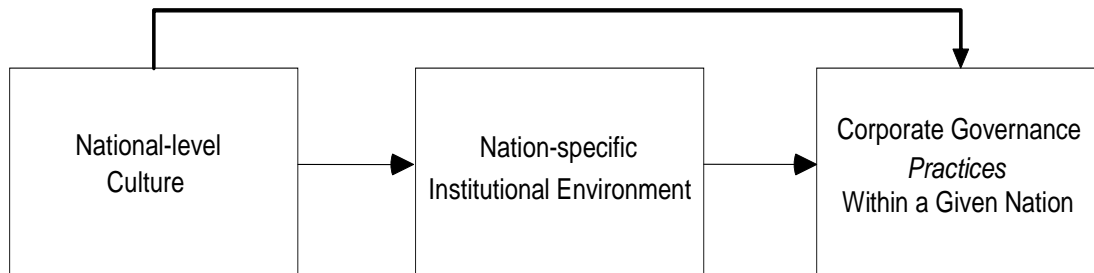 National-level
Culture
Nation-specific
Institutional Environment
Corporate Governance
Practices
Within a Given Nation